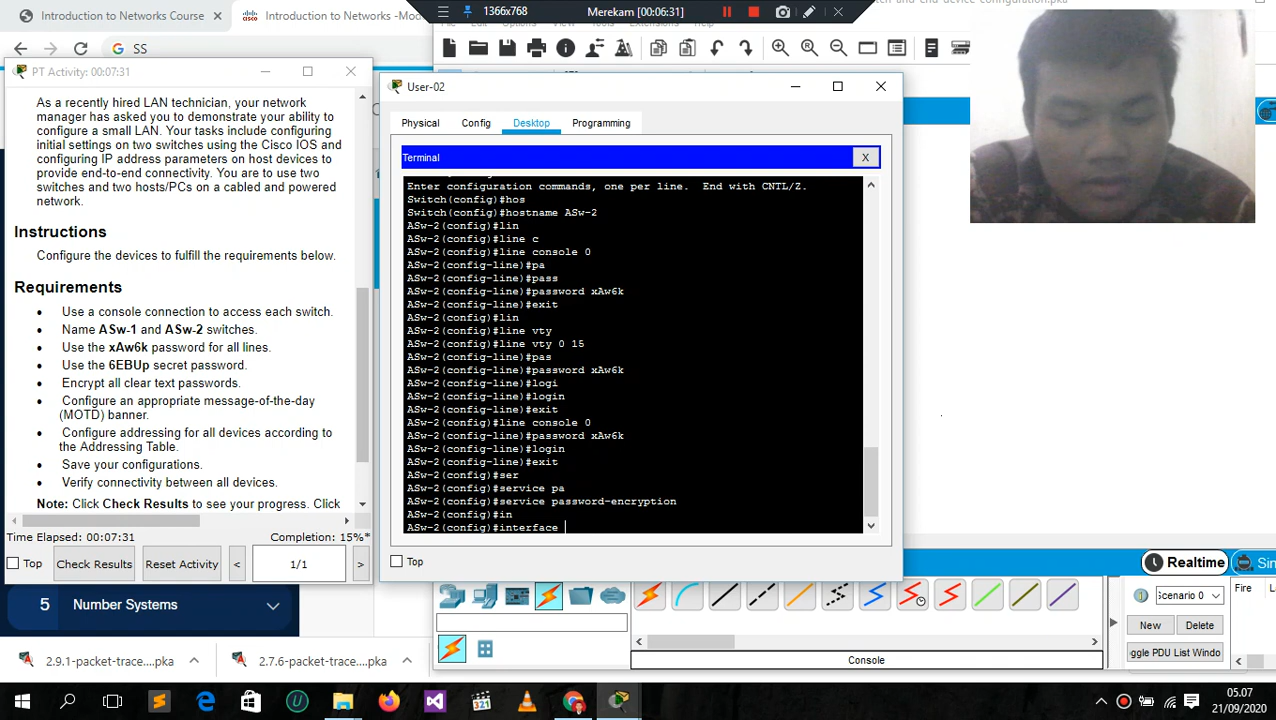 Introduction to Networks Course
Introduction to Networks -Mod
1366x768
Merekam (00:06:31)
SS
PT Activity: 00:07:31
As a recently hired LAN technician, your network
manager has asked you to demonstrate your ability to
configure a small LAN. Your tasks include configuring
initial settings on two switches using the Cisco IOS
and configuring IP address parameters on host devices to
provide end-to-end connectivity. You are to use two
switches and two hosts/PCs on a cabled and powered
network.
Instructions
Configure the devices to fulfill the requirements below.
Requirements
Use a console connection to access each switch.
Name ASw-1 and ASw-2 switches.
Use the xAw6k password for all lines.
Use the 6EBUp secret password.
Encrypt all clear text passwords.
Configure an appropriate message-of-the-day
(MOTD) banner.
Configure addressing for all devices according to
the Addressing Table.
Save your configurations.
Verify connectivity between all devices.
Note: Click Check Results to see your progress. Click
Time Elapsed: 00:07:31
Completion: 15%*
Top
Check Results
Reset Activity
<
1/1
>
5 Number Systems
User-02
Physical
Config
Desktop
Programming
Terminal
X
Enter configuration commands, one per line. End with CNTL/Z.
Switch(config)#hos
Switch(config)#hostname ASw-2
ASw-2(config)#lin
ASw-2(config)#line c
ASw-2(config)#line console 0
ASw-2(config-line)#pa
ASw-2(config-line)#pass
ASw-2(config-line)#password xAw6k
ASw-2(config-line)#exit
ASw-2(config)#lin
ASw-2(config)#line vty
ASw-2(config)#line vty 0 15
ASw-2(config-line)#pas
ASw-2(config-line)#password xAw6k
ASw-2(config-line)#logi
ASw-2(config-line)#login
ASw-2(config-line)#exit
ASw-2(config)#line console 0
ASw-2(config-line)#password xAw6k
ASw-2(config-line)#login
ASw-2(config-line)#exit
ASw-2(config)#ser
ASw-2(config)#service pa
ASw-2(config)#service password-encryption
ASw-2(config)#in
ASw-2(config)#interface
Top
Realtime
Sin
Scenario 0
Fire
Last
New
Delete
ggle PDU List Windo
Console
2.9.1-packet-trace....pka
2.7.6-packet-trace....pka
321
05.07
21/09/2020